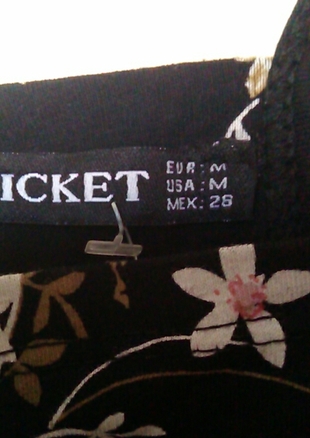 ICKET
EUR: M
USA: M
MEX: 28